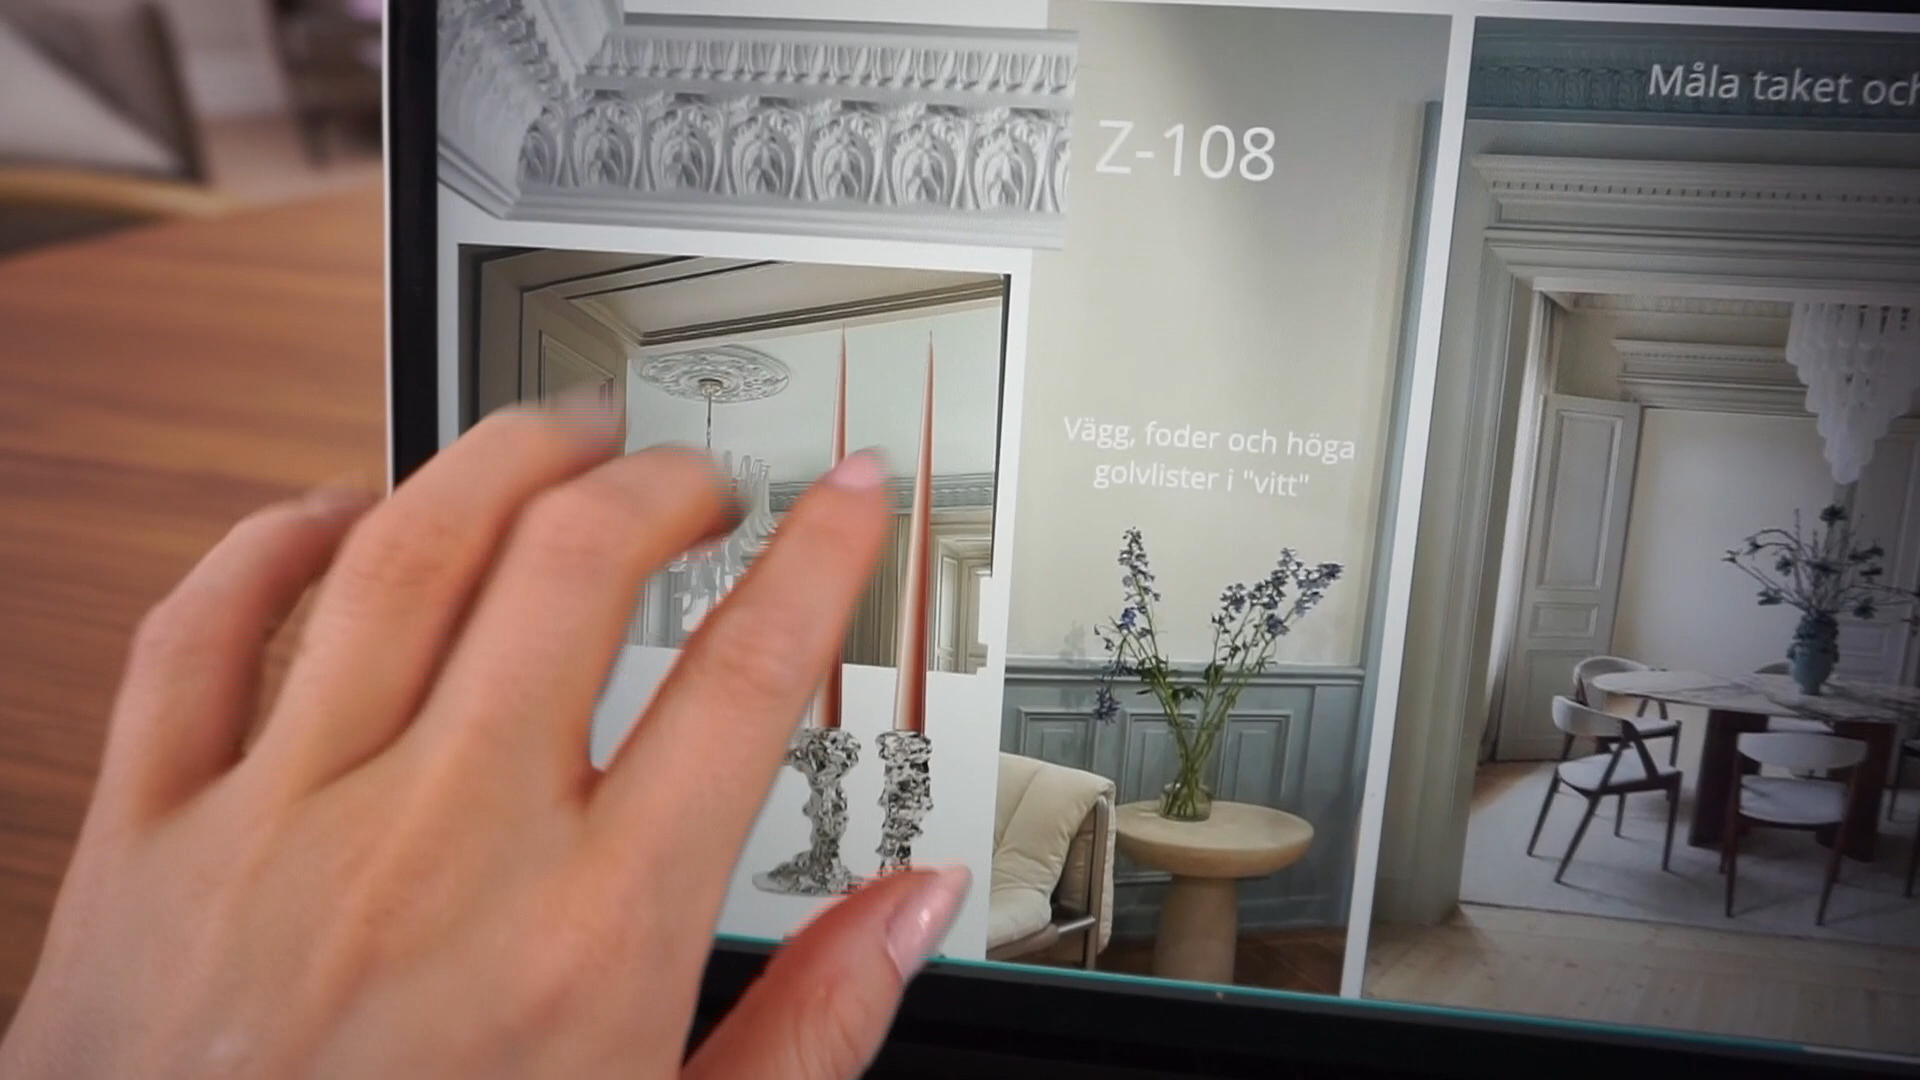 Z-108
Vägg, foder och höga
golvlister i "vitt"
Måla taket och